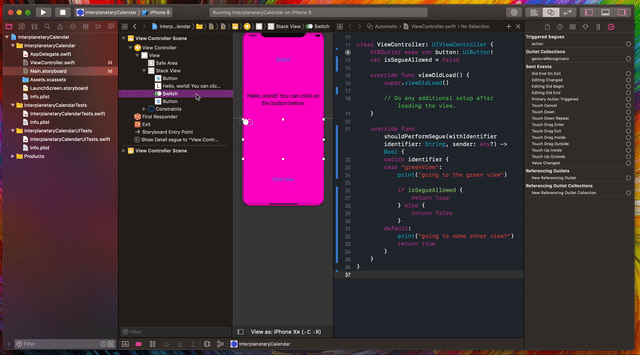 InterplanetaryCalendar
iPhone 8
Running InterplanetaryCalendar on iPhone 8
InterplanetaryCalendar
InterplanetaryCalendar
AppDelegate.swift
ViewController.swift
M
Main.storyboard
M
Assets.xcassets
LaunchScreen.storyboard
Info.plist
InterplanetaryCalendarTests
InterplanetaryCalendarTests.swift
Info.plist
InterplanetaryCalendarUITests
InterplanetaryCalendarUITests.swift
Info.plist
Products
Filter
Interp...lendar
Stack View
Switch
View Controller Scene
View Controller
View
Safe Area
Stack View
Button
Hello, world! You can clic...
Switch
Button
Constraints
First Responder
Exit
Storyboard Entry Point
Show Detail segue to "View Contr...
View Controller Scene
Filter
Hello, world! You can click on
the button below.
View as: iPhone Xʀ (C R)
InterplanetaryCalendar
Automatic
ViewController.swift
No Selection
class ViewController: UIViewController {
@IBOutlet weak var button: UIButton!
var isSegueAllowed = false
override func viewDidLoad() {
super.viewDidLoad()
// Do any additional setup after
loading the view.
}
override func
shouldPerformSegue(withIdentifier
identifier: String, sender: Any?) ->
Bool {
switch identifier {
case "greenView":
print("going to the green view")
if isSegueAllowed {
return true
} else {
return false
}
default:
print("going to some other view?")
return true
}
}
}
37
Triggered Segues
action
Outlet Collections
gestureRecognizers
Sent Events
Did End On Exit
Editing Changed
Editing Did Begin
Editing Did End
Primary Action Triggered
Touch Cancel
Touch Down
Touch Down Repeat
Touch Drag Enter
Touch Drag Exit
Touch Drag Inside
Touch Drag Outside
Touch Up Inside
Touch Up Outside
Value Changed
Referencing Outlets
New Referencing Outlet
Referencing Outlet Collections
New Referencing Outlet Collection